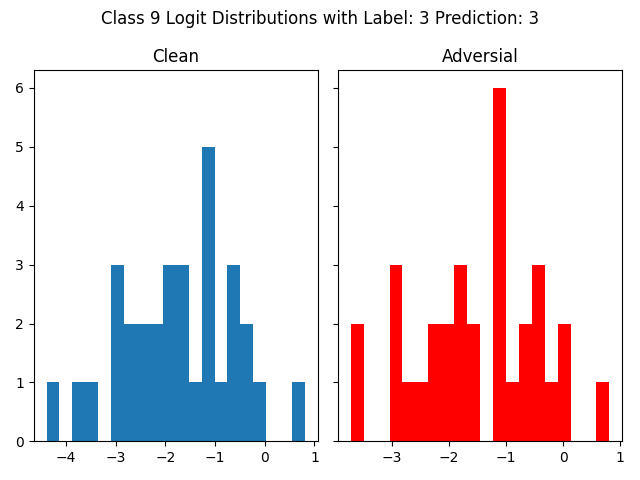 Class 9 Logit Distributions with Label: 3 Prediction: 3
Clean
Adversial
6
5
4
3
2
1
0
−4 −3 −2 −1 0 1
−3 −2 −1 0 1